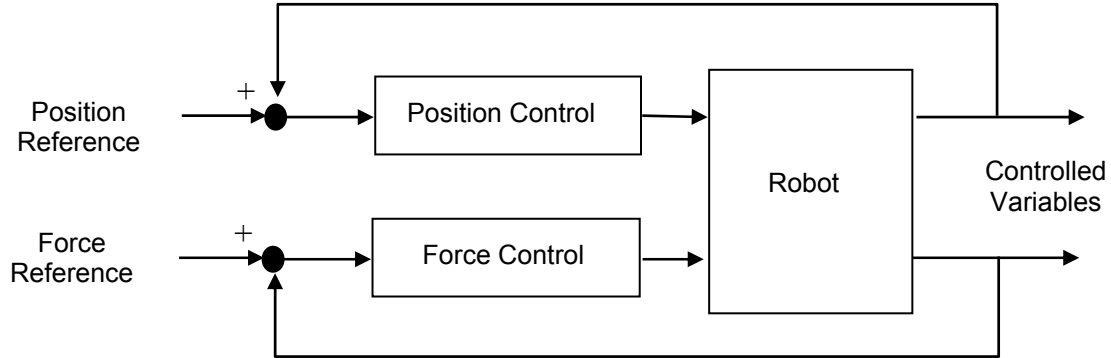 +
Position
Reference
Position Control
Robot
Controlled
Variables
+
Force
Reference
Force Control